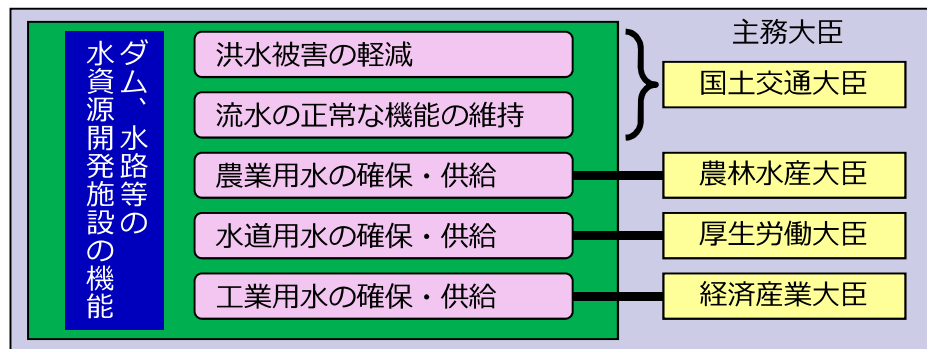 ダム、水路等の
水資源開発施設の機能
主務大臣
洪水被害の軽減
流水の正常な機能の維持
国土交通大臣
農業用水の確保・供給
農林水産大臣
水道用水の確保・供給
厚生労働大臣
工業用水の確保・供給
経済産業大臣